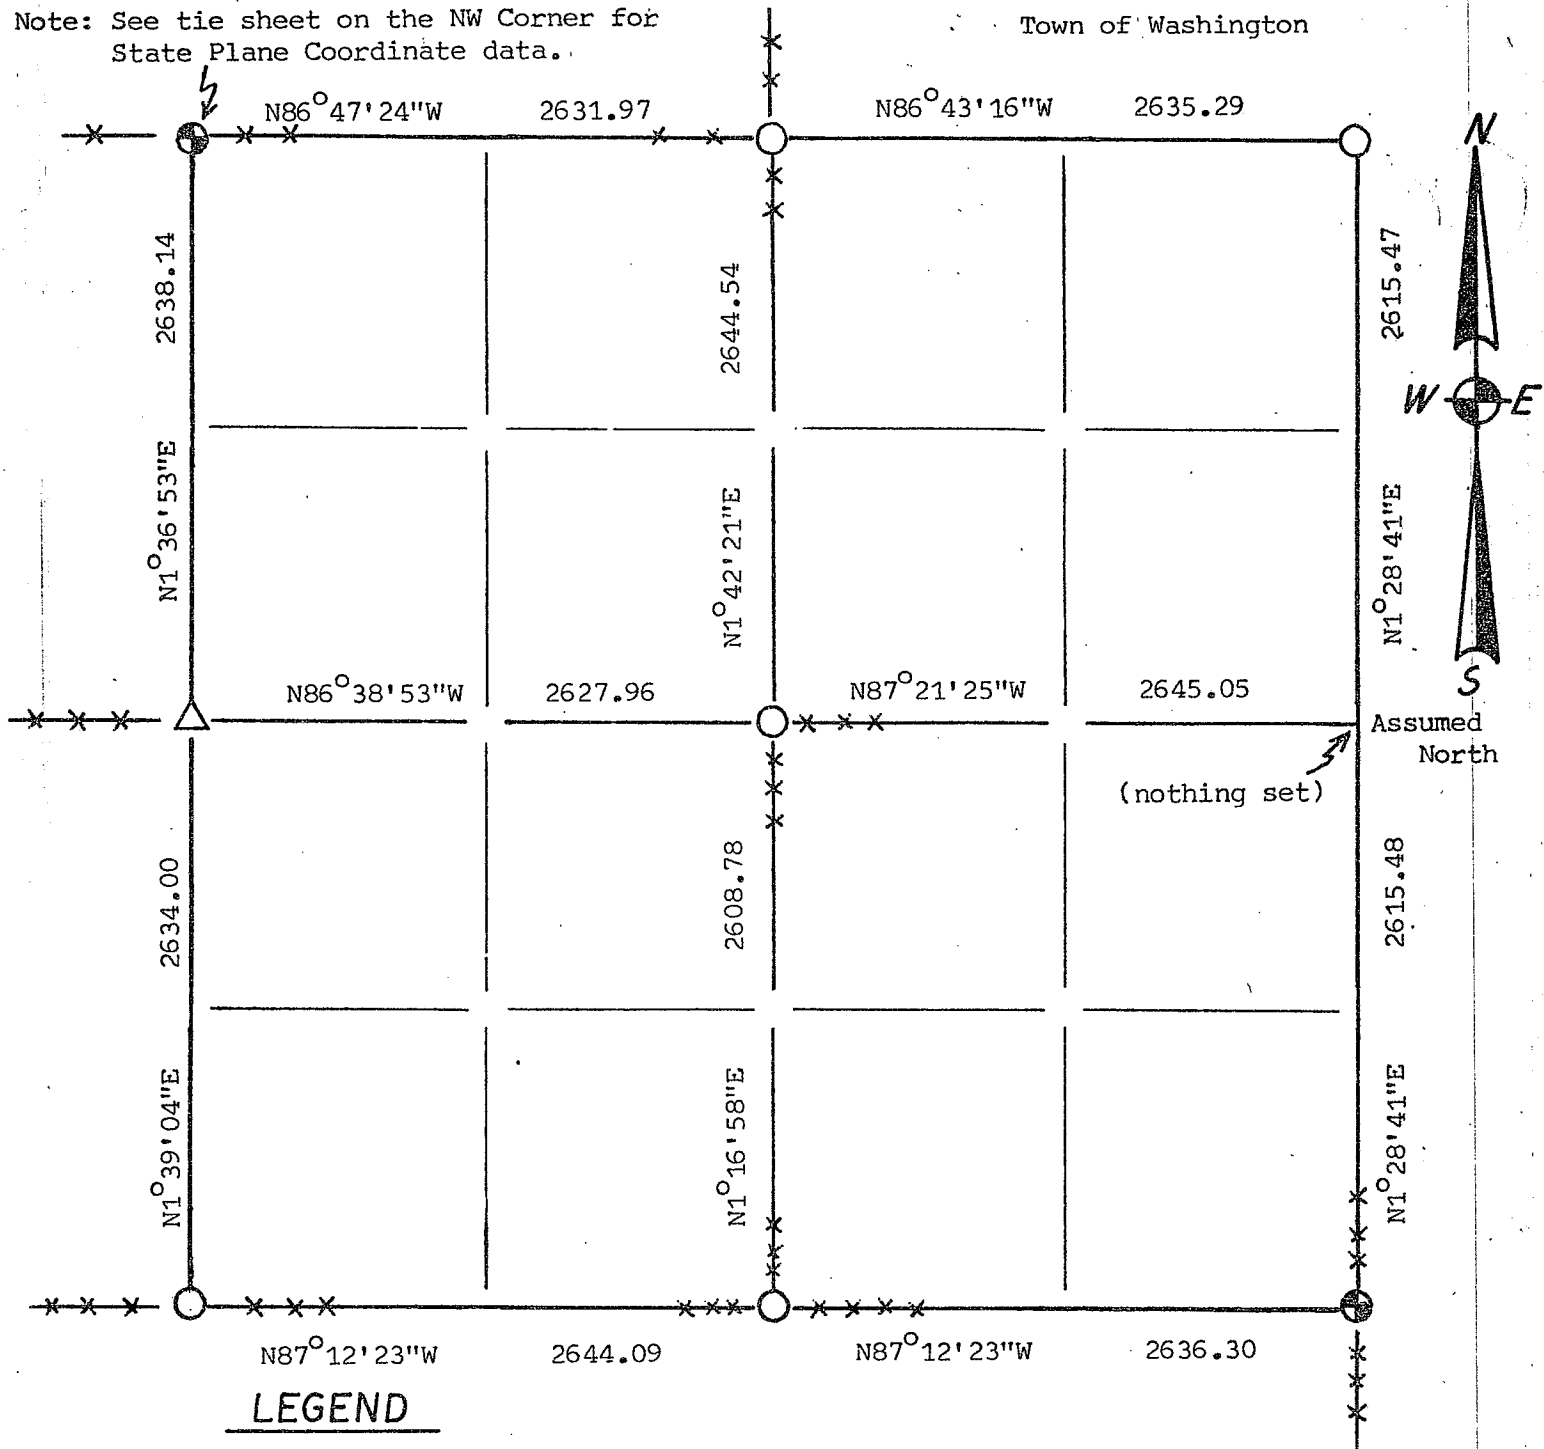 Note: See tie sheet on the NW Corner for
State Plane Coordinate data.
Town of Washington
N86°47'24"W 2631.97
N86°43'16"W 2635.29
N
2638.14
2644.54
2615.47
W E
N1°36'53"E
N1°42'21"E
N1°28'41"E
S
N86°38'53"W 2627.96
N87°21'25"W 2645.05
Assumed
North
(nothing set)
2634.00
2608.78
2615.48
N1°39'04"E
N1°16'58"E
N1°28'41"E
N87°12'23"W 2644.09
N87°12'23"W 2636.30
LEGEND